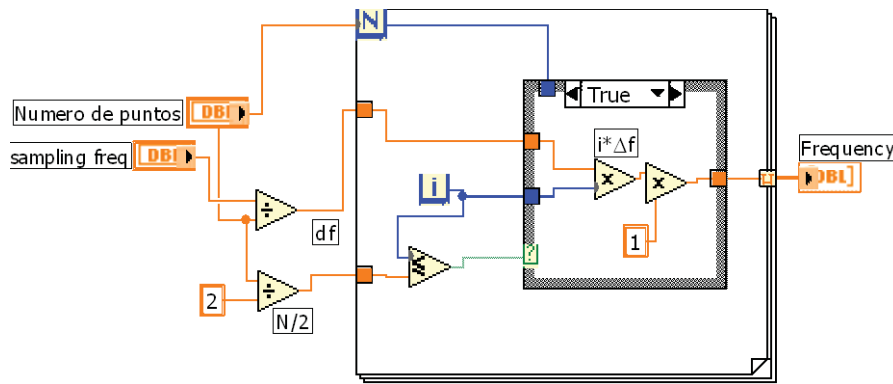 N
True
Numero de puntos
DBL
sampling freq
DBL
i*Δf
Frequency
DBL]
i
÷
df
x
x
1
?
÷
2
N/2